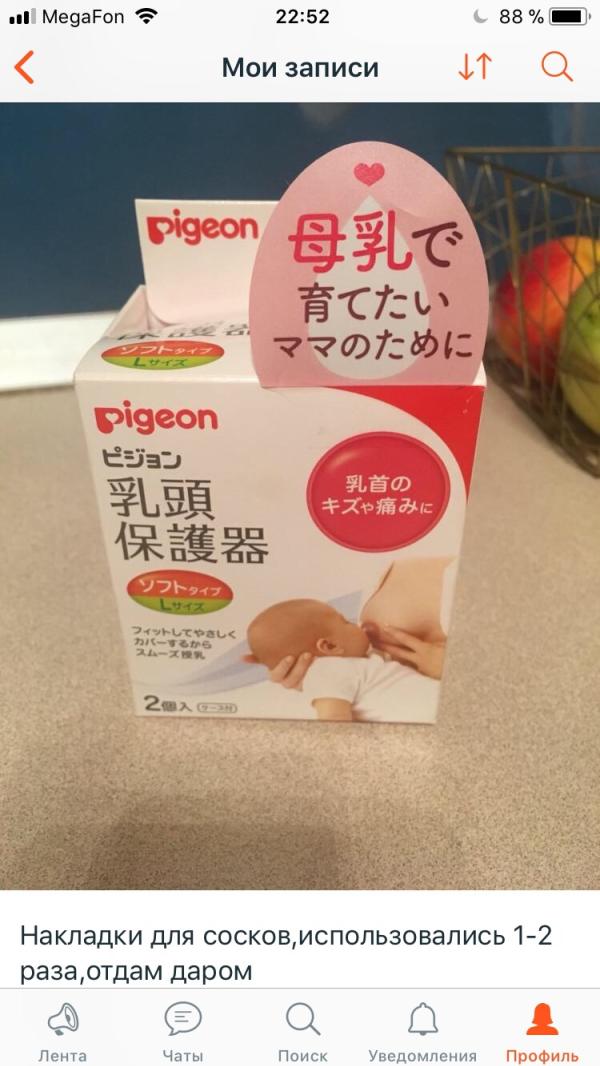 MegaFon 22:52 88 %
Мои записи
pigeon
母乳で
育てたい
ママのために
ソフトタイプ
Lサイズ
pigeon
ピジョン
乳頭
保護器
乳首の
キズや痛みに
ソフトタイプ
Lサイズ
フィットしてやさしく
カバーするから
スムーズ授乳
2個入 ケース付
Накладки для сосков,использовались 1-2
раза,отдам даром
Лента Чаты Поиск Уведомления Профиль